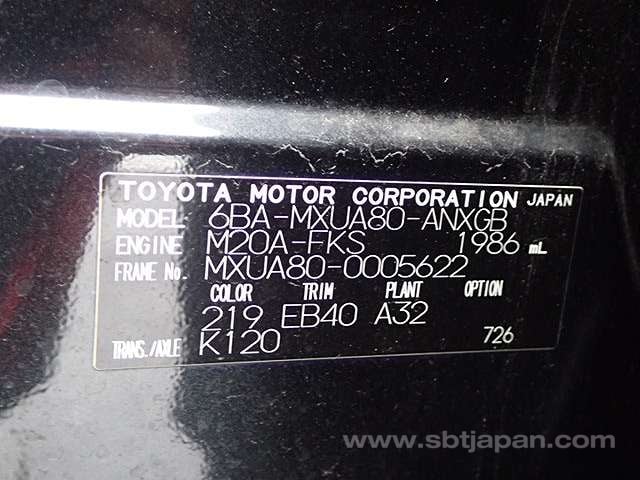 TOYOTA MOTOR CORPORATION JAPAN
MODEL 6BA-MXUA80-ANXGB
ENGINE M20A-FKS 1986 mL
FRAME No. MXUA80-0005622
COLOR TRIM PLANT OPTION
219 EB40 A32
TRANS./AXLE K120 726
www.sbtjapan.com